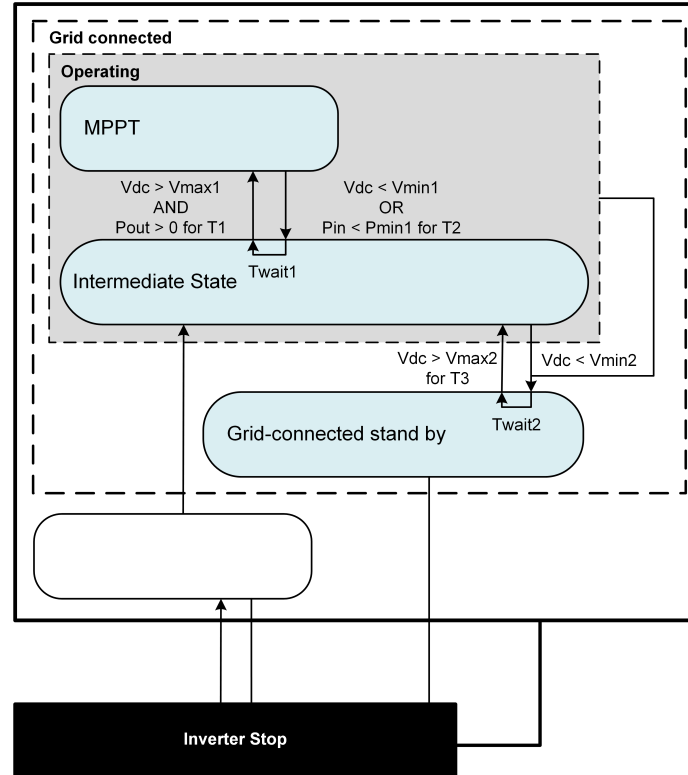 Grid connected
Operating
MPPT
Vdc > Vmax1
AND
Pout > 0 for T1
Vdc < Vmin1
OR
Pin < Pmin1 for T2
Twait1
Intermediate State
Vdc > Vmax2
for T3
Vdc < Vmin2
Twait2
Grid-connected stand by
Inverter Stop